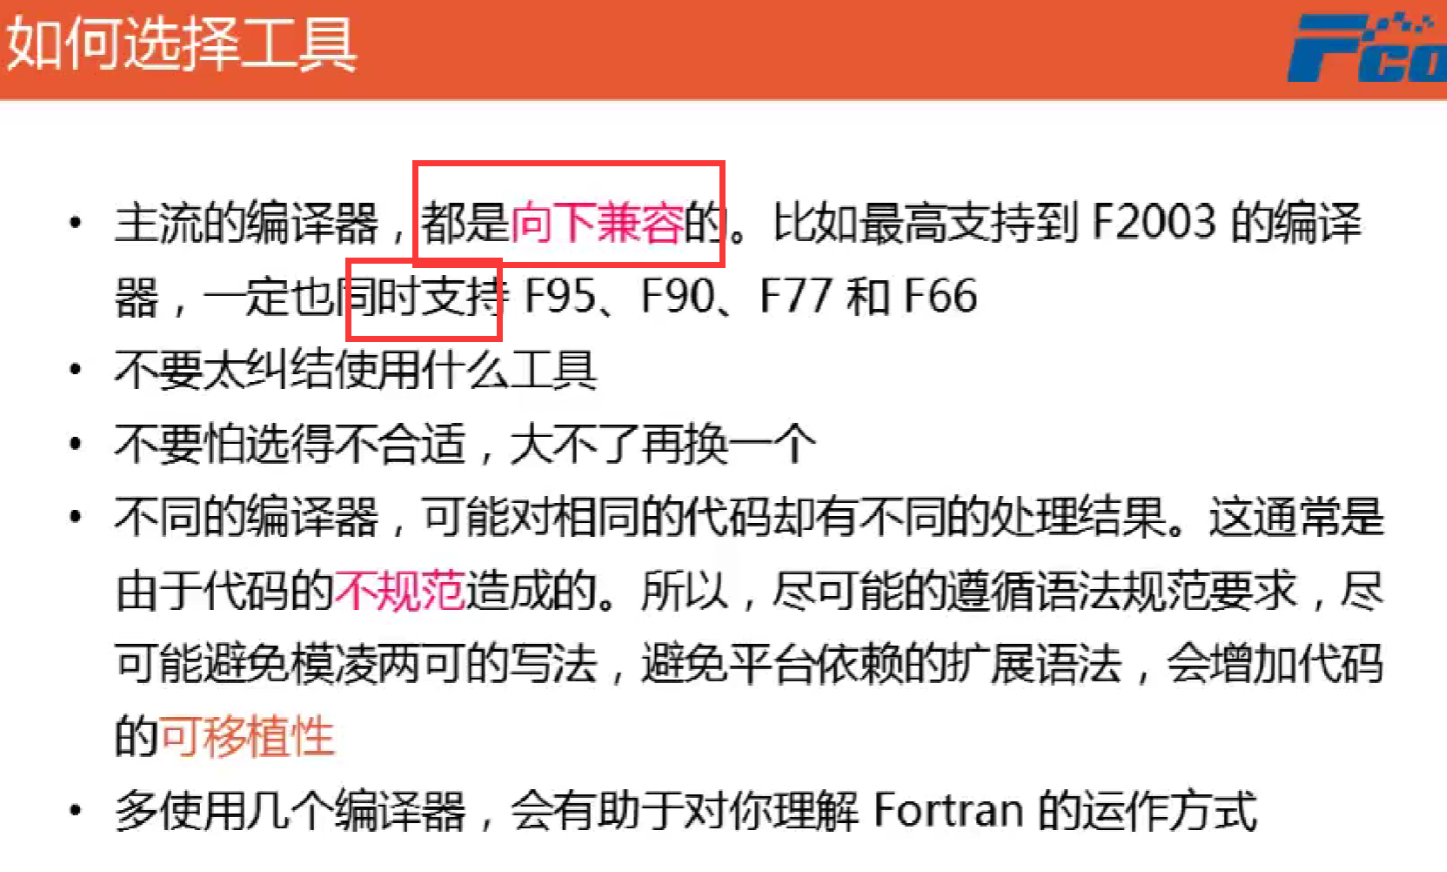 如何选择工具
Fco
• 主流的编译器，都是向下兼容的。比如最高支持到 F2003 的编译
器，一定也同时支持 F95、F90、F77 和 F66
• 不要太纠结使用什么工具
• 不要怕选得不合适，大不了再换一个
• 不同的编译器，可能对相同的代码却有不同的处理结果。这通常是
由于代码的不规范造成的。所以，尽可能的遵循语法规范要求，尽
可能避免模凌两可的写法，避免平台依赖的扩展语法，会增加代码
的可移植性
• 多使用几个编译器，会有助于对你理解 Fortran 的运作方式